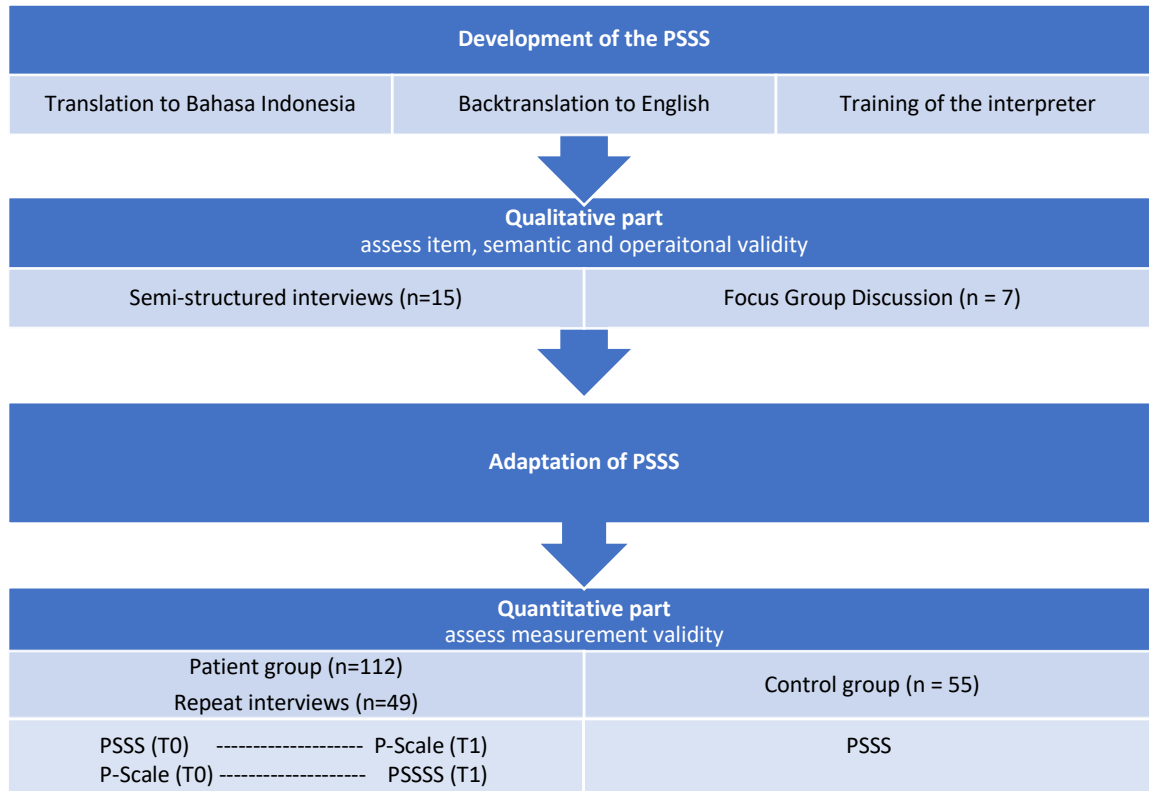 Development of the PSSS
Translation to Bahasa Indonesia
Backtranslation to English
Training of the interpreter
Qualitative part
assess item, semantic and operaitonal validity
Semi-structured interviews (n=15)
Focus Group Discussion (n = 7)
Adaptation of PSSS
Quantitative part
assess measurement validity
Patient group (n=112)
Repeat interviews (n=49)
Control group (n = 55)
PSSS (T0) -------------------- P-Scale (T1)
P-Scale (T0) -------------------- PSSSS (T1)
PSSS